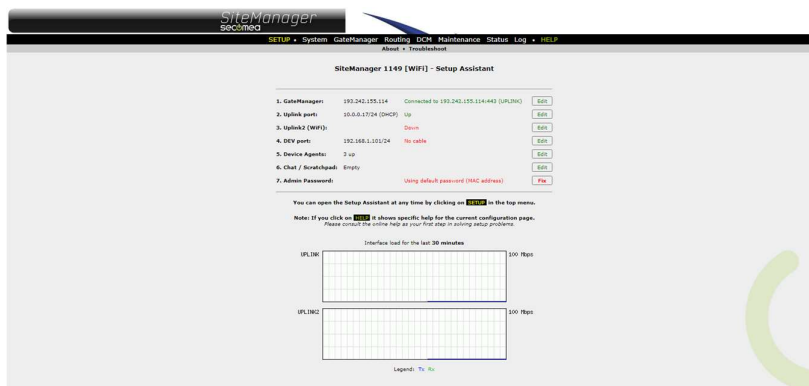 SiteManager
secomea
SETUP • System GateManager Routing DCM Maintenance Status Log • HELP
About • Troubleshoot
SiteManager 1149 [WiFi] - Setup Assistant
1. GateManager: 193.242.155.114 Connected to 193.242.155.114:443 (UPLINK) Edit
2. Uplink port: 10.0.0.17/24 (DHCP) Up Edit
3. Uplink2 (WiFi): Down Edit
4. DEV port: 192.168.1.101/24 No cable Edit
5. Device Agents: 3 up Edit
6. Chat / Scratchpad: Empty Edit
7. Admin Password: Using default password (MAC address) Fix
You can open the Setup Assistant at any time by clicking on SETUP in the top menu.
Note: If you click on HELP it shows specific help for the current configuration page.
Please consult the online help as your first step in solving setup problems.
Interface load for the last 30 minutes
UPLINK 100 Mbps
UPLINK2 100 Mbps
Legend: Tx Rx